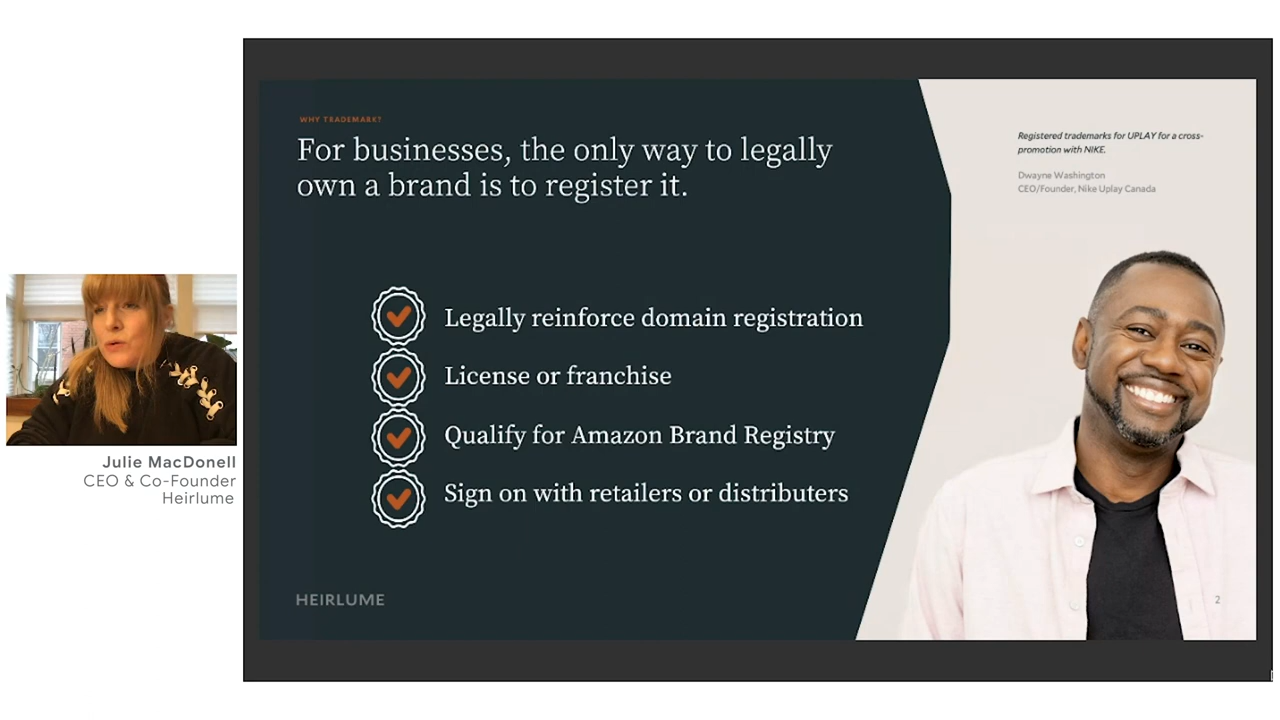 WHY TRADEMARK?
For businesses, the only way to legally
own a brand is to register it.
Legally reinforce domain registration
License or franchise
Qualify for Amazon Brand Registry
Sign on with retailers or distributers
HEIRLUME
Registered trademarks for UPLAY for a cross-
promotion with NIKE.
Dwayne Washington
CEO/Founder, Nike Uplay Canada
2
Julie MacDonell
CEO & Co-Founder
Heirlume